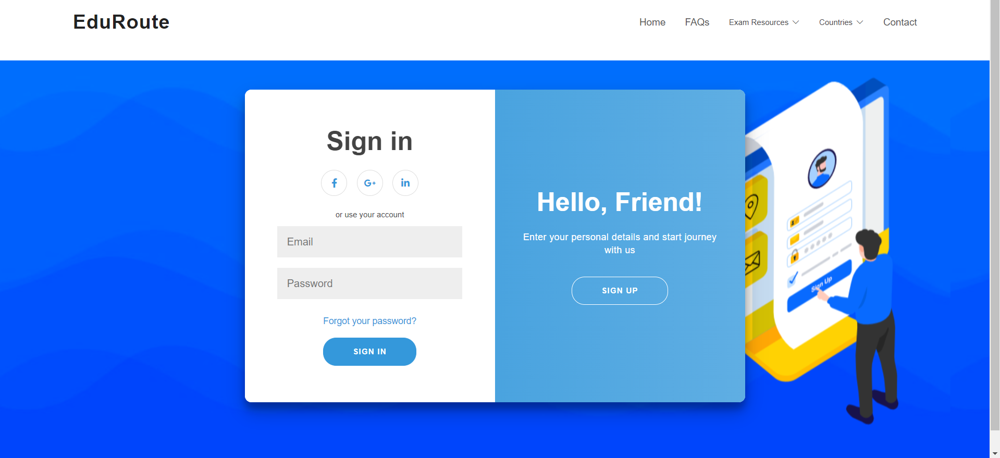 EduRoute
Home
FAQs
Exam Resources
Countries
Contact
Sign in
G+
in
or use your account
Email
Password
Forgot your password?
SIGN IN
Hello, Friend!
Enter your personal details and start journey
with us
SIGN UP
Sign Up